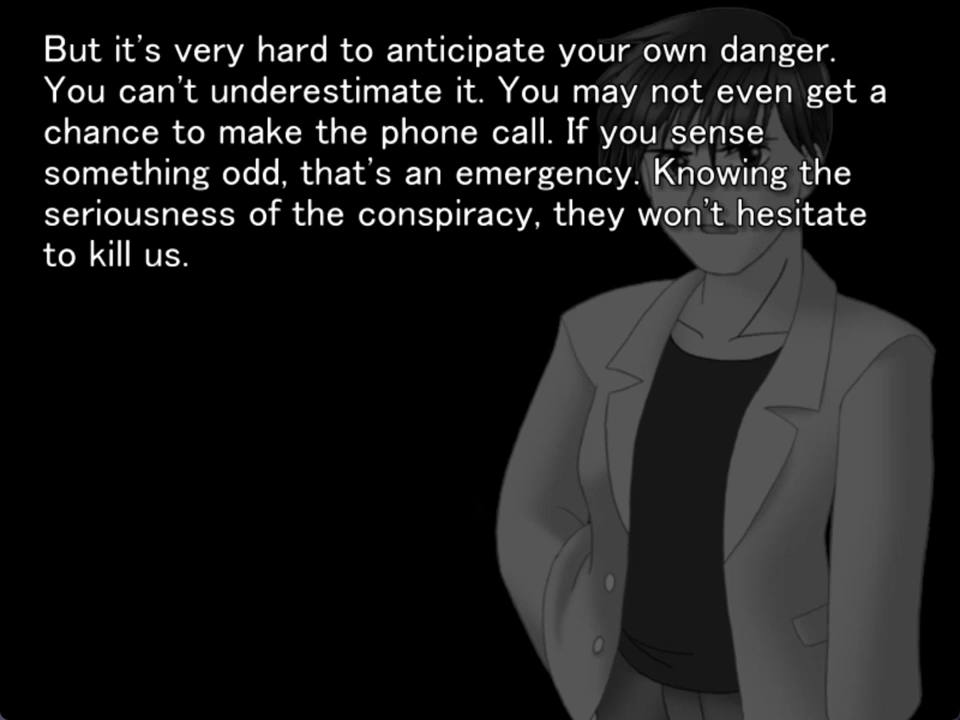 But it's very hard to anticipate your own danger.
You can't underestimate it. You may not even get a
chance to make the phone call. If you sense
something odd, that's an emergency. Knowing the
seriousness of the conspiracy, they won't hesitate
to kill us.